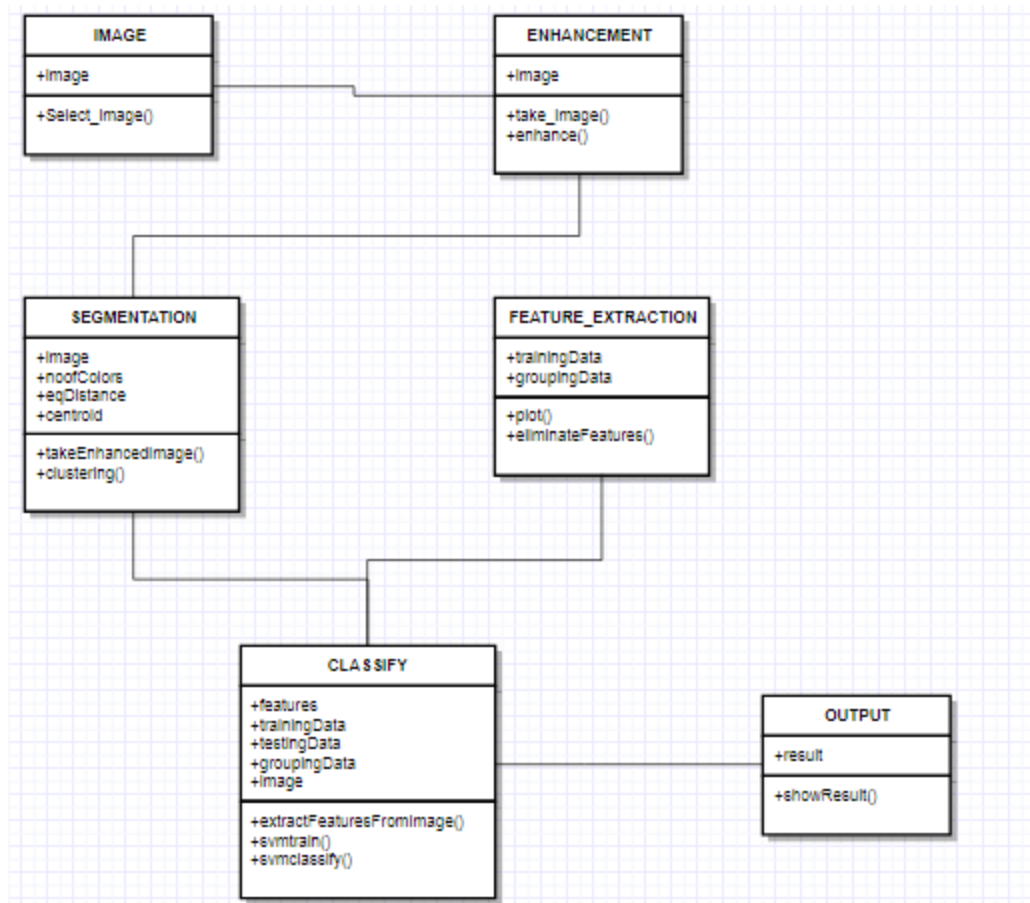 IMAGE
+Image
+Select_Image()
ENHANCEMENT
+Image
+take_Image()
+enhance()
SEGMENTATION
+Image
+noofColors
+eqDistance
+centroid
+takeEnhancedImage()
+clustering()
FEATURE_EXTRACTION
+trainingData
+groupingData
+plot()
+eliminateFeatures()
CLASSIFY
+features
+trainingData
+testingData
+groupingData
+Image
+extractFeaturesFromImage()
+svmtrain()
+svmclassify()
OUTPUT
+result
+showResult()